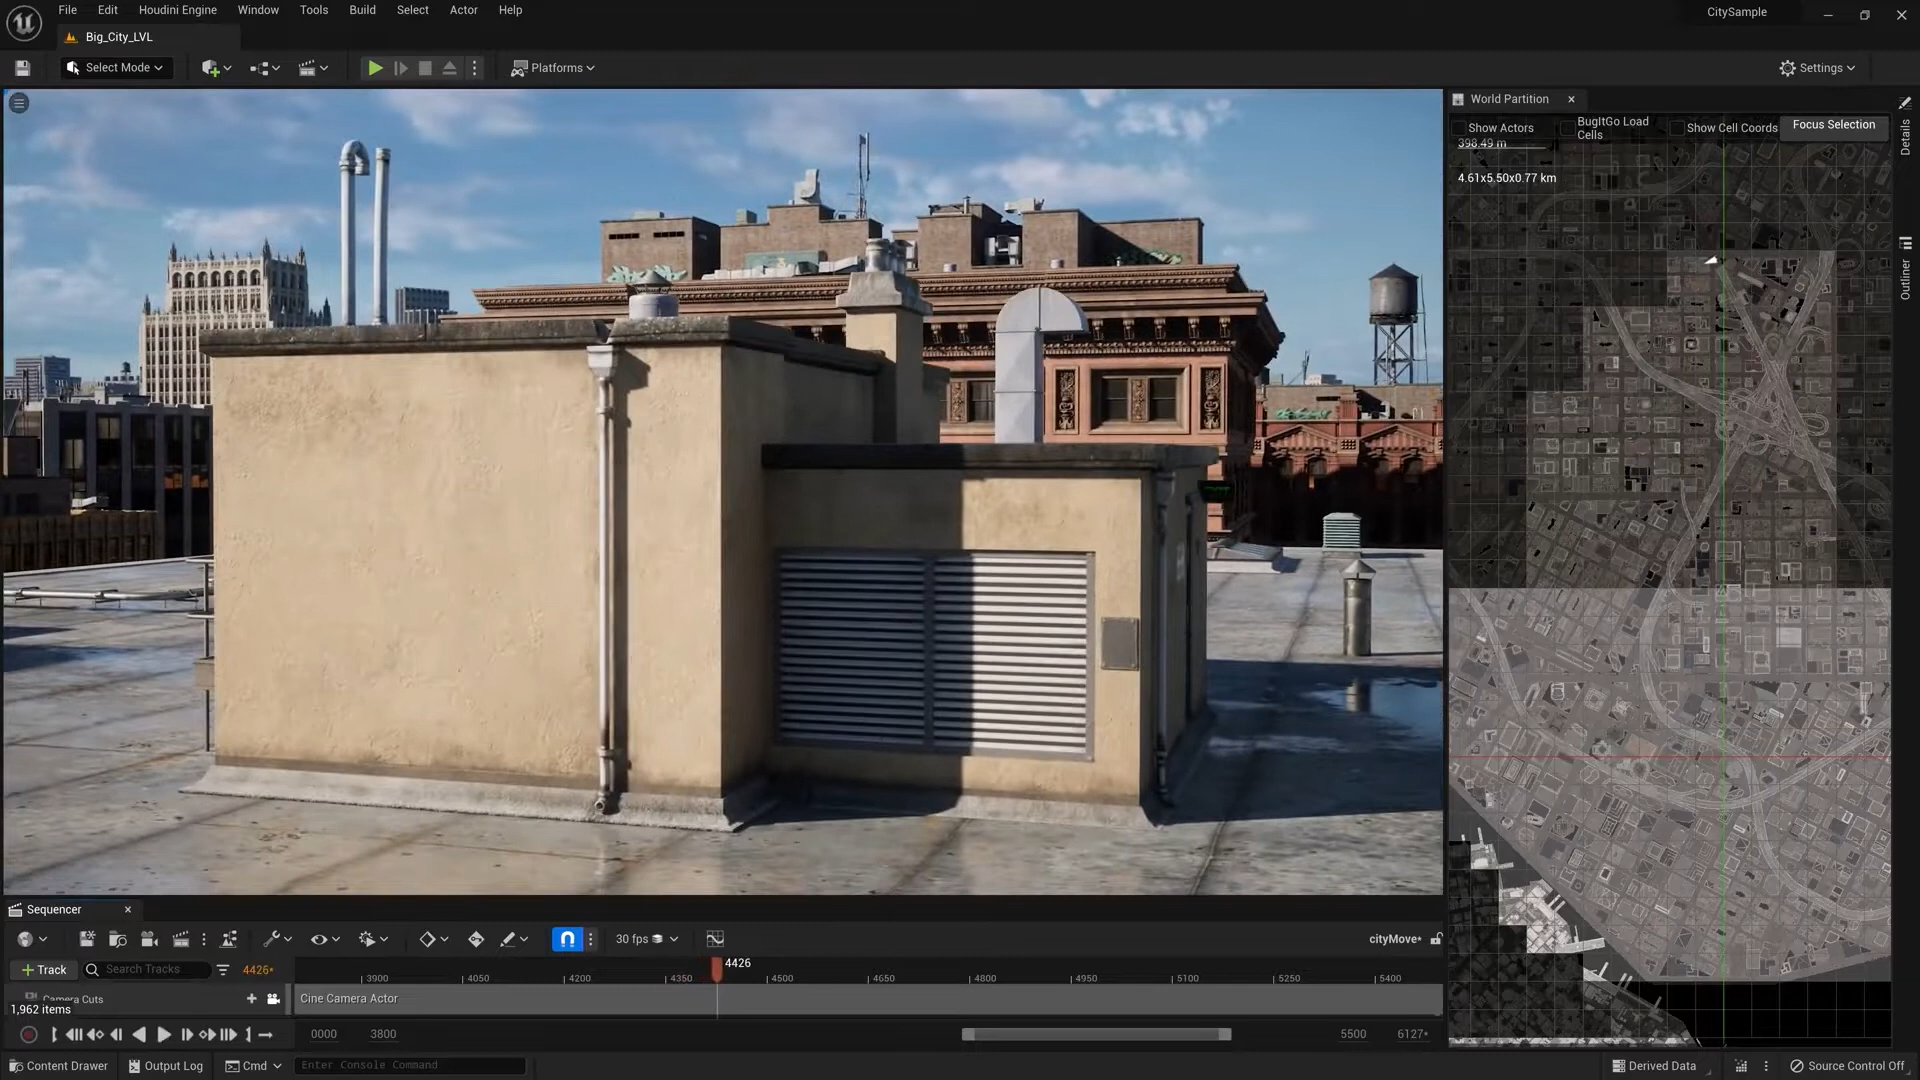 File Edit Houdini Engine Window Tools Build Select Actor Help
CitySample
Big_City_LVL
Select Mode
Platforms
Settings
World Partition
Show Actors
BugItGo Load
Cells
Show Cell Coords
Focus Selection
398.49 m
4.61x5.50x0.77 km
Details
Outliner
Sequencer
30 fps
cityMove*
Track
Search Tracks
4426*
4426
3900 4050 4200 4350 4500 4650 4800 4950 5100 5250 5400
Camera Cuts
Cine Camera Actor
1,962 items
0000 3800 5500 6127*
Content Drawer
Output Log
Cmd
Enter Console Command
Derived Data
Source Control Off